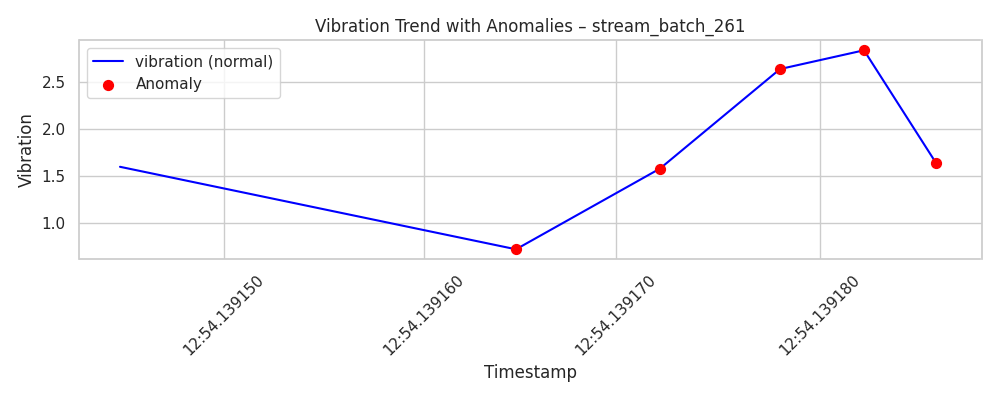 Vibration Trend with Anomalies – stream_batch_261
vibration (normal)
Anomaly
Vibration
2.5
2.0
1.5
1.0
12:54.139150
12:54.139160
12:54.139170
12:54.139180
Timestamp